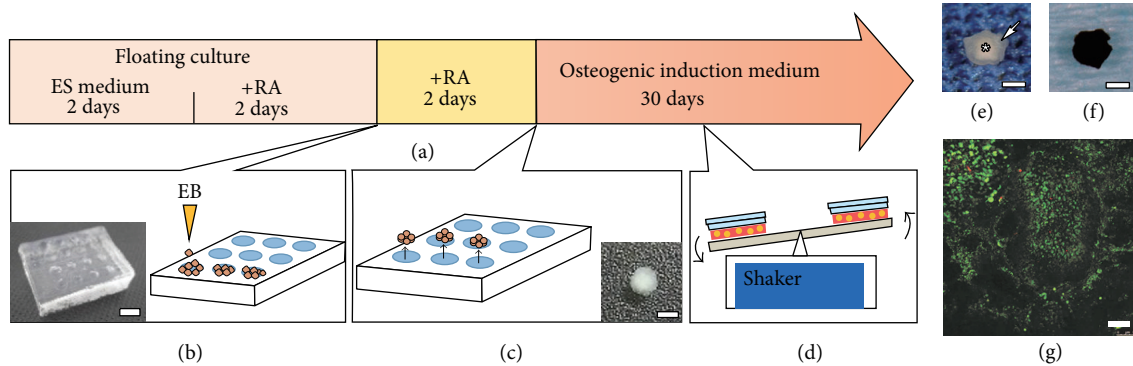 Floating culture
ES medium
2 days
+RA
2 days
+RA
2 days
Osteogenic induction medium
30 days
(a)
EB
(b)
(c)
Shaker
(d)
*
(e)
(f)
(g)